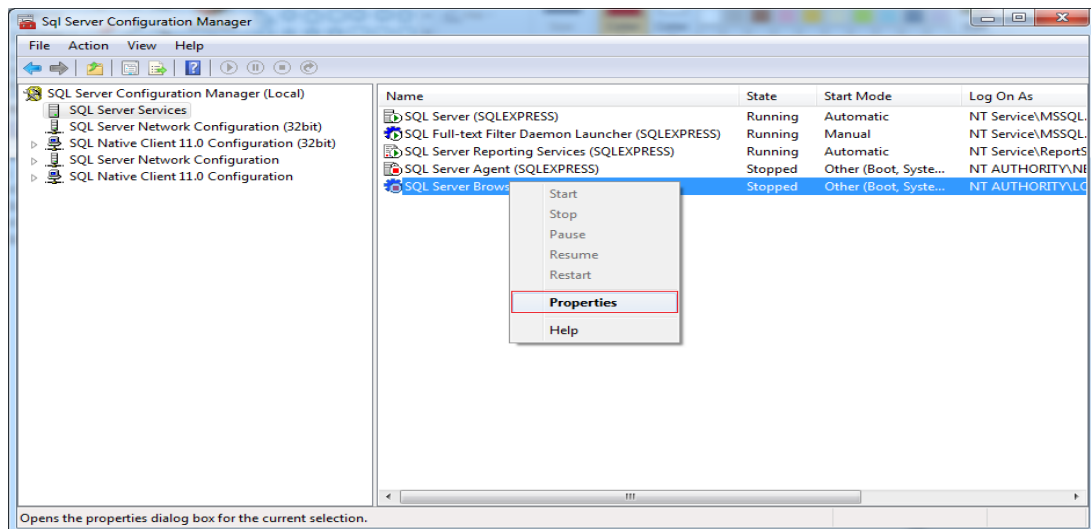 Sql Server Configuration Manager
File Action View Help
SQL Server Configuration Manager (Local)
SQL Server Services
SQL Server Network Configuration (32bit)
SQL Native Client 11.0 Configuration (32bit)
SQL Server Network Configuration
SQL Native Client 11.0 Configuration
Name State Start Mode Log On As
SQL Server (SQLEXPRESS) Running Automatic NT Service\MSSQL.
SQL Full-text Filter Daemon Launcher (SQLEXPRESS) Running Manual NT Service\MSSQL.
SQL Server Reporting Services (SQLEXPRESS) Running Automatic NT Service\ReportS
SQL Server Agent (SQLEXPRESS) Stopped Other (Boot, Syste... NT AUTHORITY\NE
SQL Server Brows Stopped Other (Boot, Syste... NT AUTHORITY\LO
Start
Stop
Pause
Resume
Restart
Properties
Help
Opens the properties dialog box for the current selection.